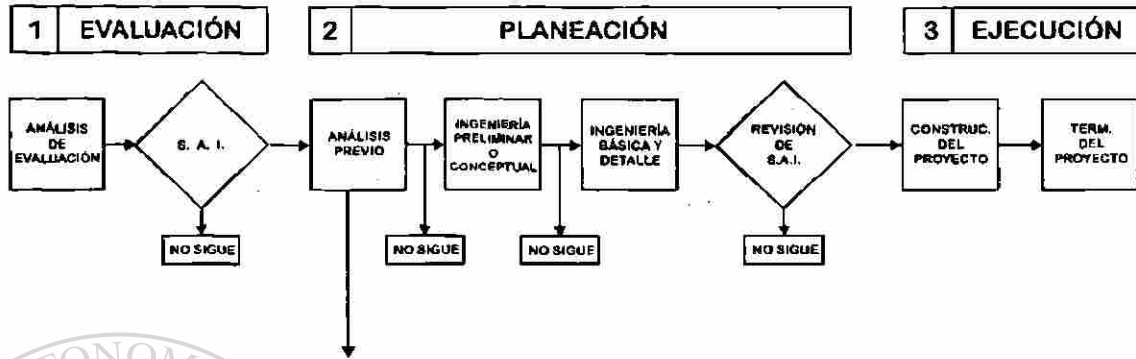 1 EVALUACIÓN
2 PLANEACIÓN
3 EJECUCIÓN
ANÁLISIS
DE
EVALUACIÓN
S. A. I.
NO SIGUE
ANÁLISIS
PREVIO
NO SIGUE
INGENIERÍA
PRELIMINAR
O
CONCEPTUAL
NO SIGUE
INGENIERÍA
BÁSICA Y
DETALLE
REVISIÓN
DE
S.A.I.
NO SIGUE
CONSTRUC.
DEL
PROYECTO
TERM.
DEL
PROYECTO